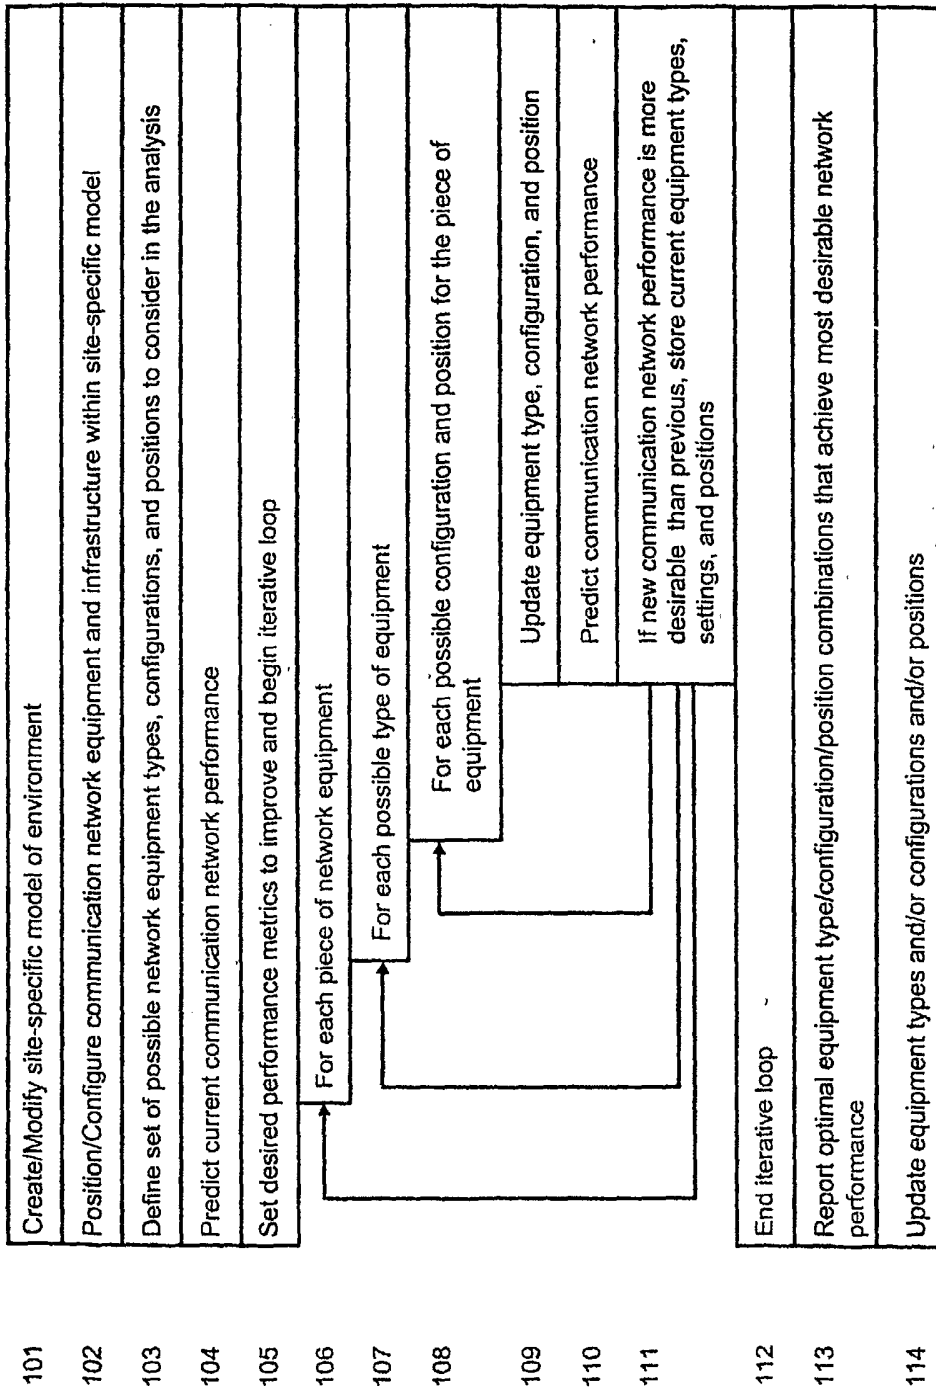 101 Create/Modify site-specific model of environment
102 Position/Configure communication network equipment and infrastructure within site-specific model
103 Define set of possible network equipment types, configurations, and positions to consider in the analysis
104 Predict current communication network performance
105 Set desired performance metrics to improve and begin iterative loop
106 For each piece of network equipment
107 For each possible type of equipment
108 For each possible configuration and position for the piece of
equipment
109 Update equipment type, configuration, and position
110 Predict communication network performance
111 If new communication network performance is more
desirable than previous, store current equipment types,
settings, and positions
112 End iterative loop
113 Report optimal equipment type/configuration/position combinations that achieve most desirable network
performance
114 Update equipment types and/or configurations and/or positions